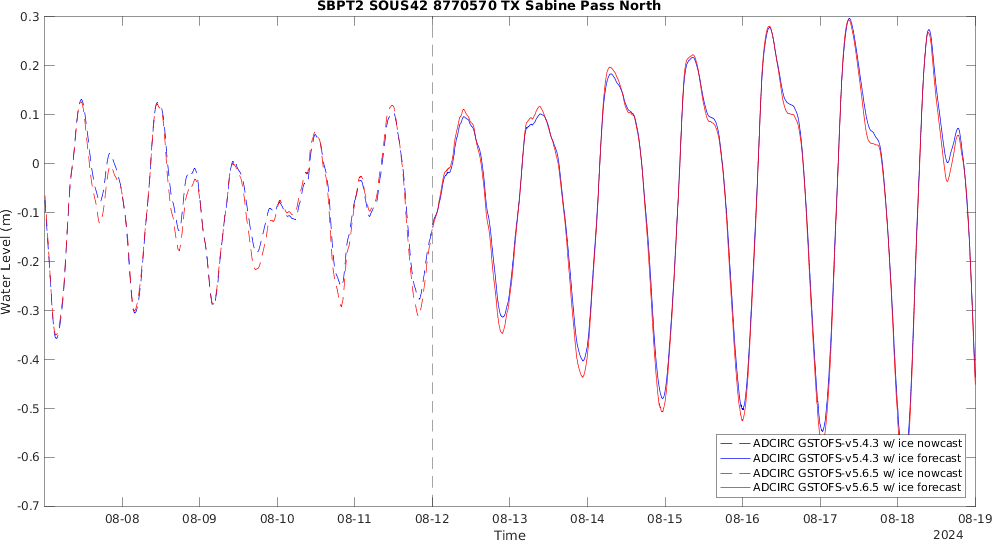 SBPT2 SOUS42 8770570 TX Sabine Pass North
0.3
0.2
0.1
0
-0.1
-0.2
-0.3
-0.4
-0.5
-0.6
-0.7
Water Level (m)
ADCIRC GSTOFS-v5.4.3 w/ ice nowcast
ADCIRC GSTOFS-v5.4.3 w/ ice forecast
ADCIRC GSTOFS-v5.6.5 w/ ice nowcast
ADCIRC GSTOFS-v5.6.5 w/ ice forecast
08-08 08-09 08-10 08-11 08-12 08-13 08-14 08-15 08-16 08-17 08-18 08-19
Time
2024